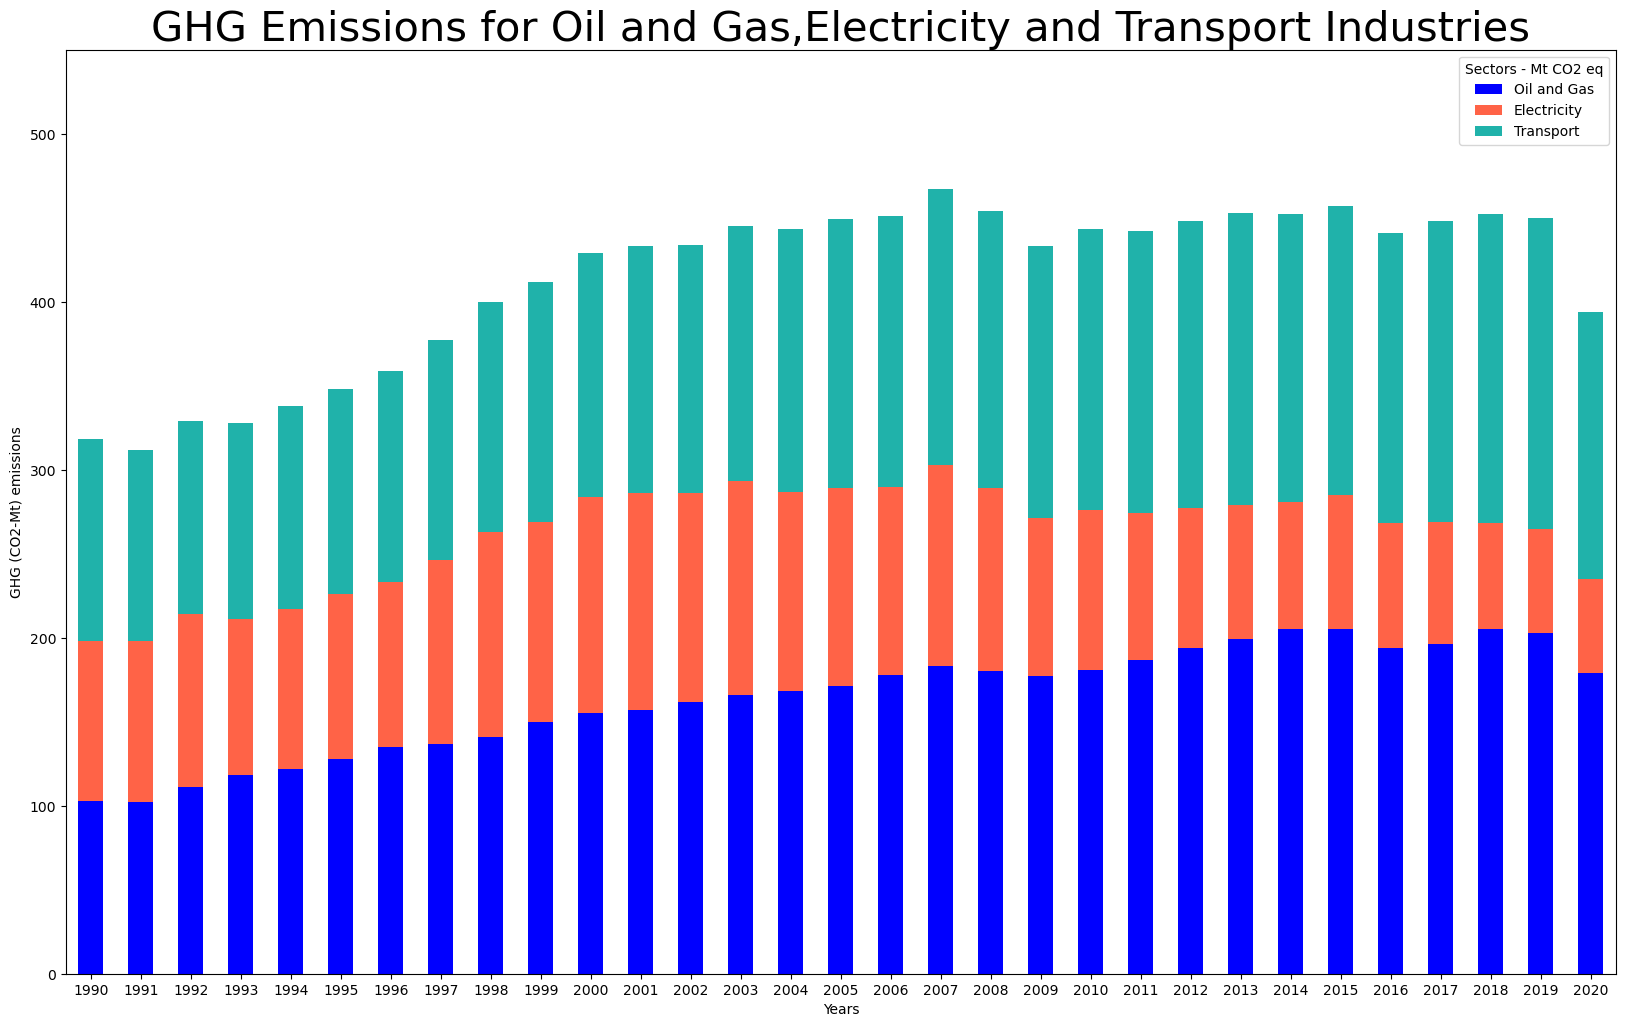 GHG Emissions for Oil and Gas,Electricity and Transport Industries
Sectors - Mt CO2 eq
Oil and Gas
Electricity
Transport
500
400
300
200
100
0
GHG (CO2-Mt) emissions
1990 1991 1992 1993 1994 1995 1996 1997 1998 1999 2000 2001 2002 2003 2004 2005 2006 2007 2008 2009 2010 2011 2012 2013 2014 2015 2016 2017 2018 2019 2020
Years